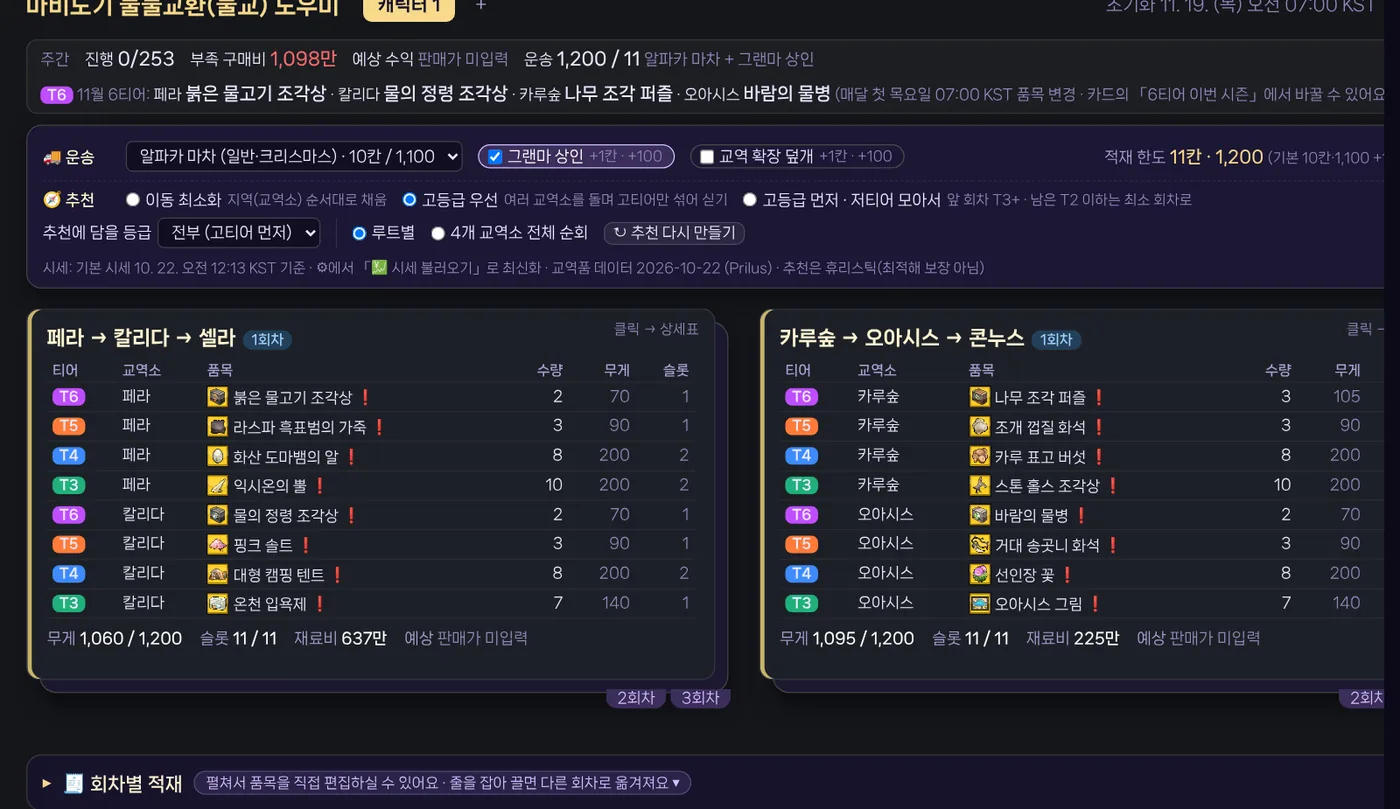 마비노기 물물교환(물교) 도우미 캐릭터 1 + 초기화 11. 19. (목) 오전 07:00 KST
주간 진행 0/253 부족 구매비 1,098만 예상 수익 판매가 미입력 운송 1,200 / 11 알파카 마차 + 그랜마 상인
T6 11월 6티어: 페라 붉은 물고기 조각상 · 칼리다 물의 정령 조각상 · 카루숲 나무 조각 퍼즐 · 오아시스 바람의 물병 (매달 첫 목요일 07:00 KST 품목 변경 · 카드의 「6티어 이번 시즌」에서 바꿀 수 있어요
🚚 운송 알파카 마차 (일반·크리스마스) · 10칸 / 1,100 그랜마 상인 +1칸 · +100 교역 확장 덮개 +1칸 · +100 적재 한도 11칸 · 1,200 (기본 10칸·1,100 +
🧭 추천 이동 최소화 지역(교역소) 순서대로 채움 고등급 우선 여러 교역소를 돌며 고티어만 섞어 싣기 고등급 먼저 · 저티어 모아서 앞 회차 T3+ · 남은 T2 이하는 최소 회차로
추천에 담을 등급 전부 (고티어 먼저) 루트별 4개 교역소 전체 순회 ↻ 추천 다시 만들기
시세: 기본 시세 10. 22. 오전 12:13 KST 기준 · ⚙에서 「💹 시세 불러오기」로 최신화 · 교역품 데이터 2026-10-22 (Prilus) · 추천은 휴리스틱(최적해 보장 아님)
페라 → 칼리다 → 셀라 1회차 클릭 → 상세표
티어 교역소 품목 수량 무게 슬롯
T6 페라 붉은 물고기 조각상 ❗ 2 70 1
T5 페라 라스파 흑표범의 가죽 ❗ 3 90 1
T4 페라 화산 도마뱀의 알 ❗ 8 200 2
T3 페라 익시온의 뿔 ❗ 10 200 2
T6 칼리다 물의 정령 조각상 ❗ 2 70 1
T5 칼리다 핑크 솔트 ❗ 3 90 1
T4 칼리다 대형 캠핑 텐트 ❗ 8 200 2
T3 칼리다 온천 입욕제 ❗ 7 140 1
무게 1,060 / 1,200 슬롯 11 / 11 재료비 637만 예상 판매가 미입력
2회차 3회차
카루숲 → 오아시스 → 콘누스 1회차 클릭 -
티어 교역소 품목 수량 무게
T6 카루숲 나무 조각 퍼즐 ❗ 3 105
T5 카루숲 조개 껍질 화석 ❗ 3 90
T4 카루숲 카루 표고 버섯 ❗ 8 200
T3 카루숲 스톤 홀스 조각상 ❗ 10 200
T6 오아시스 바람의 물병 ❗ 2 70
T5 오아시스 거대 송곳니 화석 ❗ 3 90
T4 오아시스 선인장 꽃 ❗ 8 200
T3 오아시스 오아시스 그림 ❗ 7 140
무게 1,095 / 1,200 슬롯 11 / 11 재료비 225만 예상 판매가 미입력
2회차
▸ 🧾 회차별 적재 펼쳐서 품목을 직접 편집하실 수 있어요 · 줄을 잡아 끌면 다른 회차로 옮겨져요 ▾